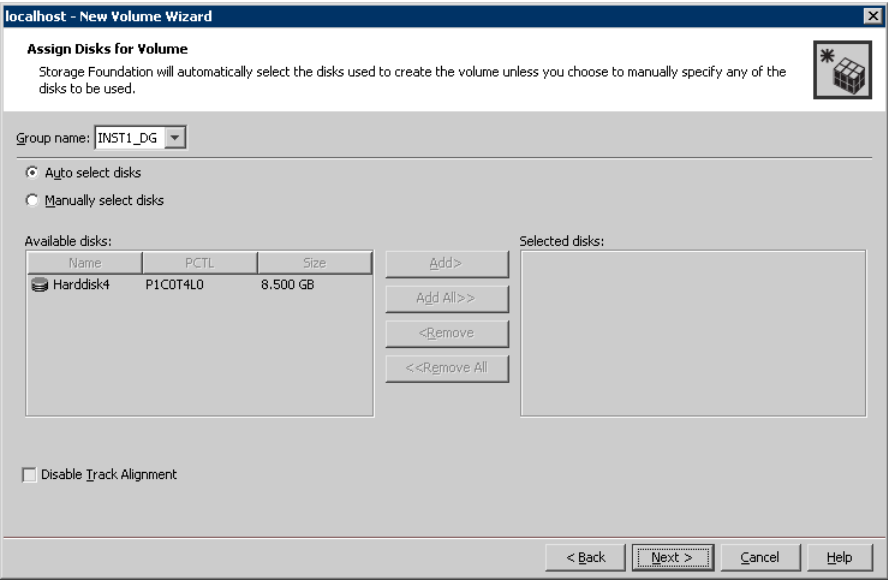 localhost - New Volume Wizard
Assign Disks for Volume
Storage Foundation will automatically select the disks used to create the volume unless you choose to manually specify any of the
disks to be used.
Group name: INST1_DG
Auto select disks
Manually select disks
Available disks:
Selected disks:
Name PCTL Size
Harddisk4 P1C0T4L0 8.500 GB
Add>
Add All>>
<Remove
<<Remove All
Disable Track Alignment
< Back Next > Cancel Help